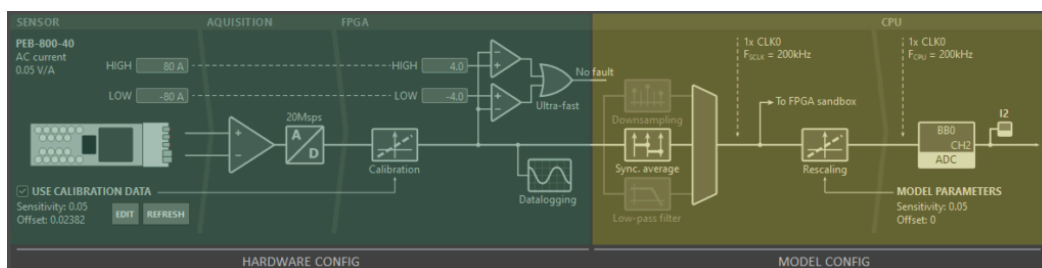 SENSOR
AQUISITION
FPGA
CPU
PEB-800-40
AC current
0.05 V/A
HIGH
80 A
HIGH
4.0
LOW
-80 A
LOW
-4.0
No fault
Ultra-fast
1x CLK0
FSCLK = 200kHz
1x CLK0
FCPU = 200kHz
To FPGA sandbox
Downsampling
I2
20Msps
A
D
Calibration
Sync. average
Rescaling
BB0
CH2
ADC
USE CALIBRATION DATA
Sensitivity: 0.05
Offset: 0.02382
EDIT
REFRESH
Datalogging
Low-pass filter
MODEL PARAMETERS
Sensitivity: 0.05
Offset: 0
HARDWARE CONFIG
MODEL CONFIG